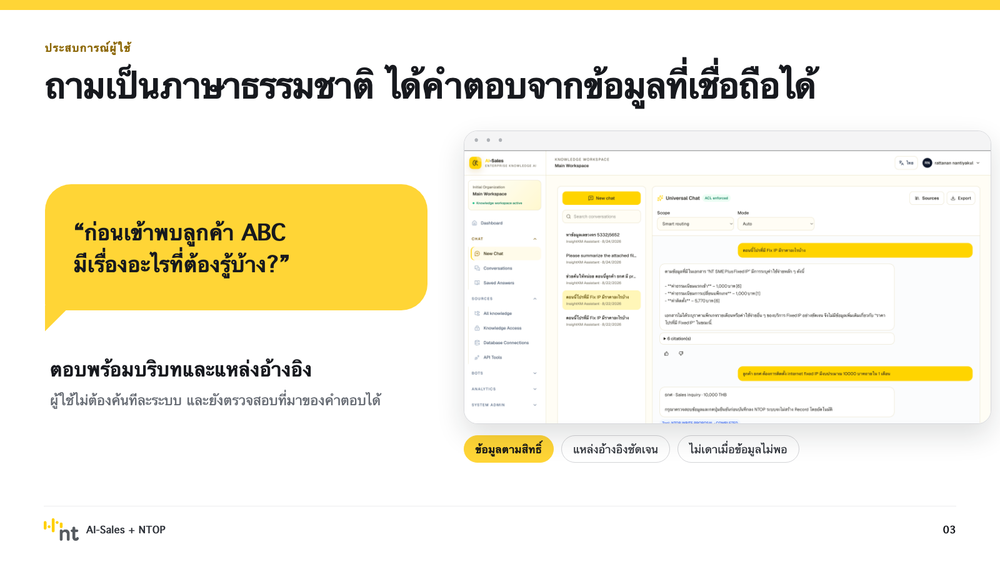 ประสบการณ์ผู้ใช้
ถามเป็นภาษาธรรมชาติ ได้คำตอบจากข้อมูลที่เชื่อถือได้
“ก่อนเข้าพบลูกค้า ABC
มีเรื่องอะไรที่ต้องรู้บ้าง?”
ตอบพร้อมบริบทและแหล่งอ้างอิง
ผู้ใช้ไม่ต้องค้นทีละระบบ และยังตรวจสอบที่มาของคำตอบได้
AI-Sales
ENTERPRISE KNOWLEDGE AI
Initial Organization
Main Workspace
Knowledge workspace active
Dashboard
CHAT
New Chat
Conversations
Saved Answers
SOURCES
All knowledge
Knowledge Access
Database Connections
API Tools
BOTS
ANALYTICS
SYSTEM ADMIN
KNOWLEDGE WORKSPACE
Main Workspace
ไทย
RN rattanan nantiyakul
New chat
Search conversations
หาข้อมูลเลขวงจร 5332j5652
InsightKM Assistant · 8/24/2026
Please summarize the attached fil...
InsightKM Assistant · 8/24/2026
ช่วยค้นให้หน่อย ตอนนี้ลูกค้า ธกศ มี pr...
InsightKM Assistant · 8/22/2026
ตอนนี้โปรที่มี Fix IP มีราคาอะไรบ้าง
InsightKM Assistant · 8/22/2026
ตอนนี้โปรที่มี Fix IP มีราคาอะไรบ้าง
InsightKM Assistant · 8/22/2026
Universal Chat ACL enforced
Sources
Export
Scope
Mode
Smart routing
Auto
ตอนนี้โปรที่มี Fix IP มีราคาอะไรบ้าง
ตามข้อมูลที่มีในเอกสาร “NT SME Plus Fixed IP” มีการระบุค่าใช้จ่ายหลัก ๆ ดังนี้
- **ค่าธรรมเนียมแรกเข้า** – 1,000 บาท [6]
- **ค่าธรรมเนียมการเปลี่ยนแพ็กเกจ** – 1,000 บาท [1]
- **ค่าติดตั้ง** – 5,770 บาท [6]
เอกสารไม่ได้ระบุราคาแพ็กเกจรายเดือนหรือค่าใช้จ่ายอื่น ๆ ของบริการ Fixed IP อย่างชัดเจน จึงไม่มีข้อมูลเพิ่มเติมเกี่ยวกับ “ราคา
โปรที่มี Fixed IP” ในขณะนี้.
6 citation(s)
ลูกค้า ธกศ ต้องการติดตั้ง internet fixed IP มีงบประมาณ 10000 บาทภายใน 1 เดือน
ธกศ · Sales inquiry · 10,000 THB
กรุณาตรวจสอบข้อมูลและกดปุ่มยืนยันก่อนบันทึกลง NTOP ระบบจะไม่สร้าง Record โดยอัตโนมัติ
Tool: NTOP WRITE PROPOSAL · COMPLETED
ข้อมูลตามสิทธิ์
แหล่งอ้างอิงชัดเจน
ไม่เดาเมื่อข้อมูลไม่พอ
nt AI-Sales + NTOP
03